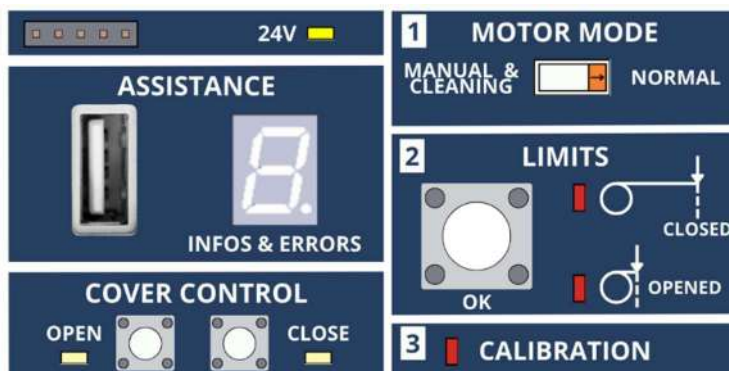 24V
ASSISTANCE
INFOS & ERRORS
COVER CONTROL
OPEN
CLOSE
1 MOTOR MODE
MANUAL &
CLEANING
NORMAL
2 LIMITS
CLOSED
OPENED
OK
3 CALIBRATION